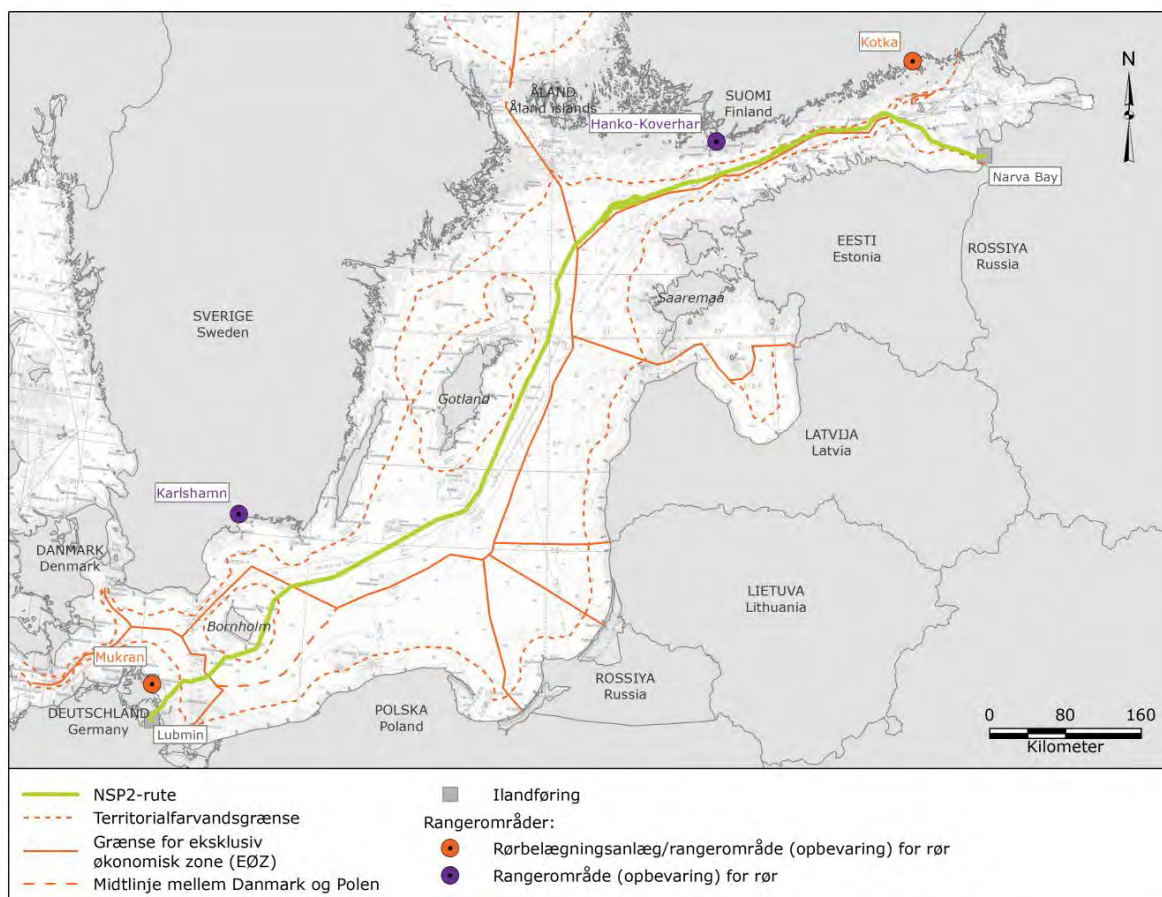 Kotka
N
ÅLAND
Åland islands
SUOMI
Finland
Hanko-Koverhar
Narva Bay
EESTI
Estonia
ROSSIYA
Russia
SVERIGE
Sweden
Saaremaa
Gotland
LATVIJA
Latvia
Karlshamn
DANMARK
Denmark
LIETUVA
Lithuania
Bornholm
Mukran
ROSSIYA
Russia
POLSKA
Poland
DEUTSCHLAND
Germany
Lubmin
0 80 160
Kilometer
NSP2-rute
Territorialfarvandsgrænse
Grænse for eksklusiv
økonomisk zone (EØZ)
Midtlinje mellem Danmark og Polen
Ilandføring
Rangerområder:
Rørbelægningsanlæg/rangerområde (opbevaring) for rør
Rangerområde (opbevaring) for rør